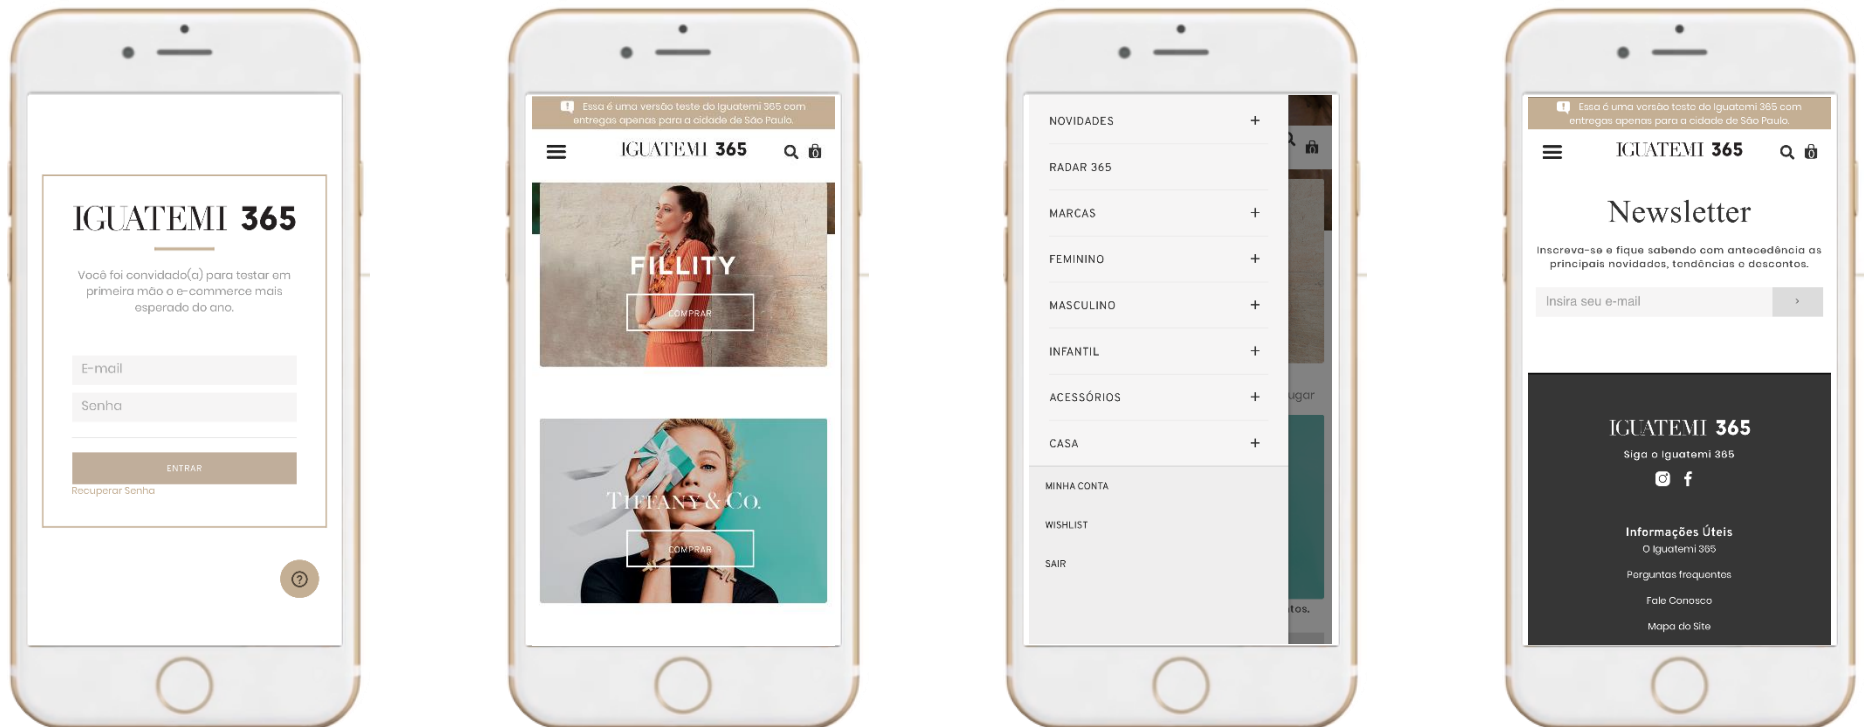 IGUATEMI 365
Você foi convidado(a) para testar em
primeira mão o e-commerce mais
esperado do ano.
E-mail
Senha
ENTRAR
Recuperar Senha
Essa é uma versão teste do Iguatemi 365 com
entregas apenas para a cidade de São Paulo.
IGUATEMI 365
0
FILLITY
COMPRAR
TIFFANY & CO.
COMPRAR
NOVIDADES +
RADAR 365
MARCAS +
FEMININO +
MASCULINO +
INFANTIL +
ACESSÓRIOS +
CASA +
MINHA CONTA
WISHLIST
SAIR
0
ugar
tos.
Essa é uma versão teste do Iguatemi 365 com
entregas apenas para a cidade de São Paulo.
IGUATEMI 365
0
Newsletter
Inscreva-se e fique sabendo com antecedência as
principais novidades, tendências e descontos.
Insira seu e-mail >
IGUATEMI 365
Siga o Iguatemi 365
Informações Úteis
O Iguatemi 365
Perguntas frequentes
Fale Conosco
Mapa do Site